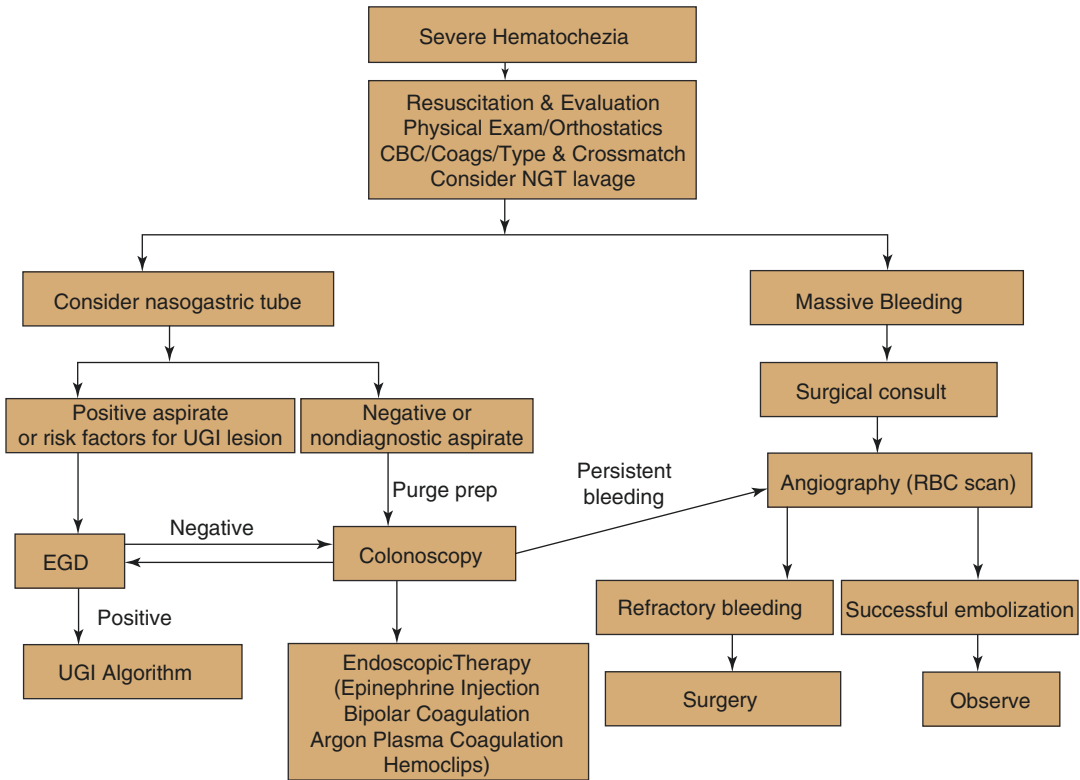 Severe Hematochezia
Resuscitation & Evaluation
Physical Exam/Orthostatics
CBC/Coags/Type & Crossmatch
Consider NGT lavage
Consider nasogastric tube
Massive Bleeding
Surgical consult
Positive aspirate
or risk factors for UGI lesion
Negative or
nondiagnostic aspirate
Persistent
bleeding
Angiography (RBC scan)
Purge prep
Negative
EGD
Colonoscopy
Positive
Refractory bleeding
Successful embolization
UGI Algorithm
EndoscopicTherapy
(Epinephrine Injection
Bipolar Coagulation
Argon Plasma Coagulation
Hemoclips)
Surgery
Observe